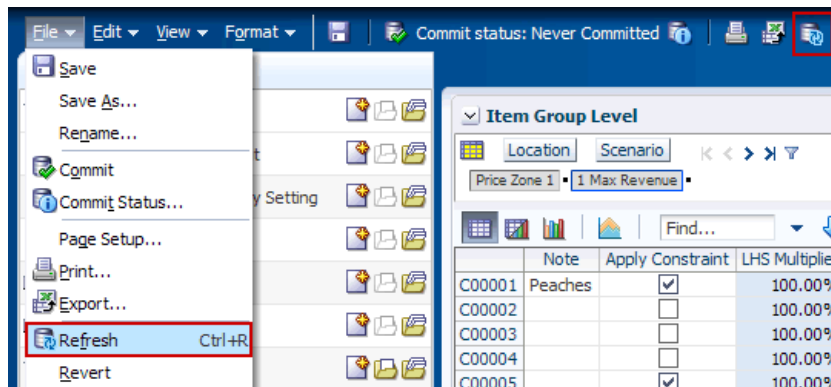 File Edit View Format Commit status: Never Committed
Save
Save As...
Rename...
Commit
Commit Status...
Page Setup...
Print...
Export...
Refresh Ctrl+R
Revert
t
y Setting
Item Group Level
Location Scenario
Price Zone 1 1 Max Revenue
Find...
Note Apply Constraint LHS Multiplie
C00001 Peaches 100.00%
C00002 100.00%
C00003 100.00%
C00004 100.00%
C00005 100.00%